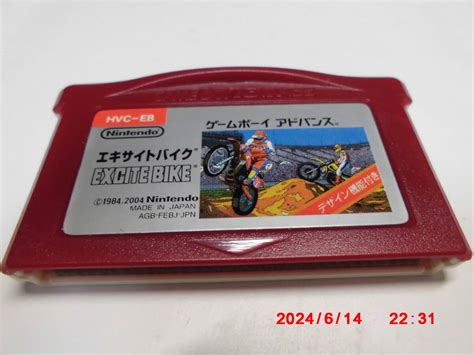 HVC-EB
Nintendo
ゲームボーイ アドバンス™
エキサイトバイク
EXCITE BIKE
デザイン機能付き
©1984,2004 Nintendo
MADE IN JAPAN
AGB-FEBJ-JPN
2024/6/14 22:31